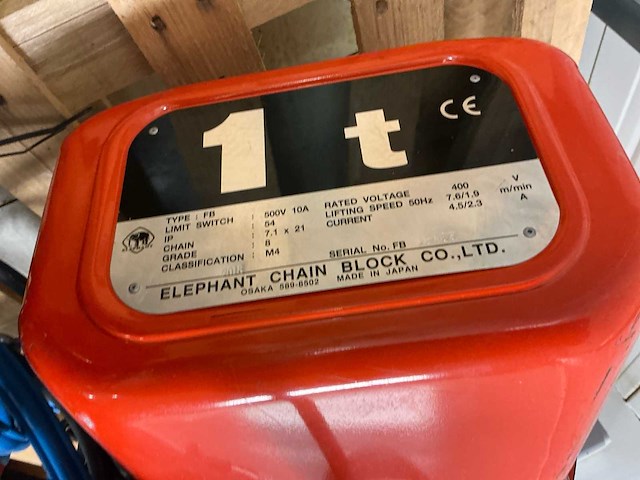 1 t
CE
TYPE : FB
LIMIT SWITCH : 500V 10A
IP : 54
CHAIN : 7.1 × 21
GRADE : 8
CLASSIFICATION : M4
RATED VOLTAGE 400 V
LIFTING SPEED 50Hz 7.6/1.9 m/min
CURRENT 4.5/2.3 A
SERIAL No. FB
ELEPHANT CHAIN BLOCK CO.,LTD.
OSAKA 589-8502 MADE IN JAPAN